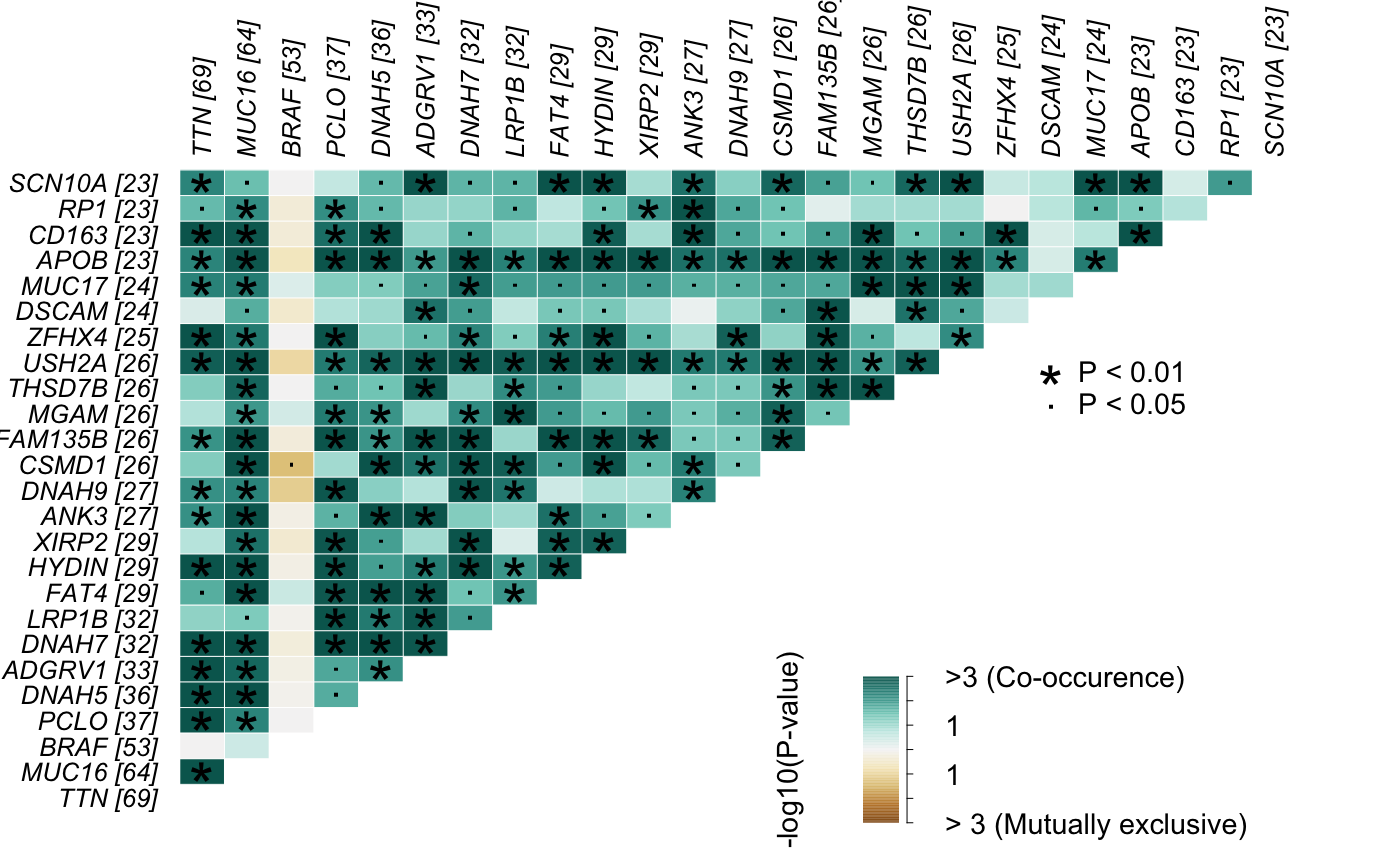 TTN [69]
MUC16 [64]
BRAF [53]
PCLO [37]
DNAH5 [36]
ADGRV1 [33]
DNAH7 [32]
LRP1B [32]
FAT4 [29]
HYDIN [29]
XIRP2 [29]
ANK3 [27]
DNAH9 [27]
CSMD1 [26]
FAM135B [26]
MGAM [26]
THSD7B [26]
USH2A [26]
ZFHX4 [25]
DSCAM [24]
MUC17 [24]
APOB [23]
CD163 [23]
RP1 [23]
SCN10A [23]
SCN10A [23]
RP1 [23]
CD163 [23]
APOB [23]
MUC17 [24]
DSCAM [24]
ZFHX4 [25]
USH2A [26]
THSD7B [26]
MGAM [26]
FAM135B [26]
CSMD1 [26]
DNAH9 [27]
ANK3 [27]
XIRP2 [29]
HYDIN [29]
FAT4 [29]
LRP1B [32]
DNAH7 [32]
ADGRV1 [33]
DNAH5 [36]
PCLO [37]
BRAF [53]
MUC16 [64]
TTN [69]
* P < 0.01
· P < 0.05
-log10(P-value)
>3 (Co-occurence)
1
1
> 3 (Mutually exclusive)